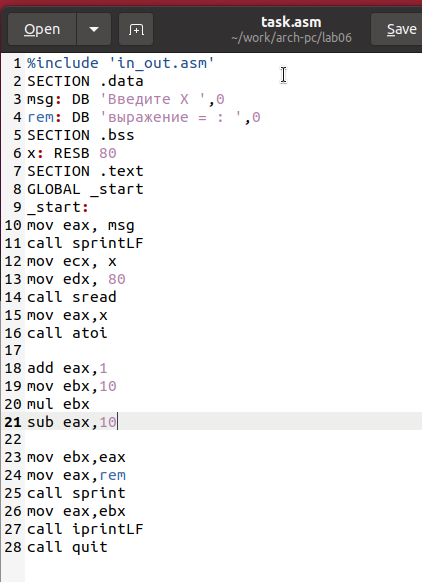 Open
task.asm
~/work/arch-pc/lab06
Save
1 %include 'in_out.asm'
2 SECTION .data
3 msg: DB 'Введите X ',0
4 rem: DB 'выражение = : ',0
5 SECTION .bss
6 x: RESB 80
7 SECTION .text
8 GLOBAL _start
9 _start:
10 mov eax, msg
11 call sprintLF
12 mov ecx, x
13 mov edx, 80
14 call sread
15 mov eax,x
16 call atoi
17
18 add eax,1
19 mov ebx,10
20 mul ebx
21 sub eax,10
22
23 mov ebx,eax
24 mov eax,rem
25 call sprint
26 mov eax,ebx
27 call iprintLF
28 call quit